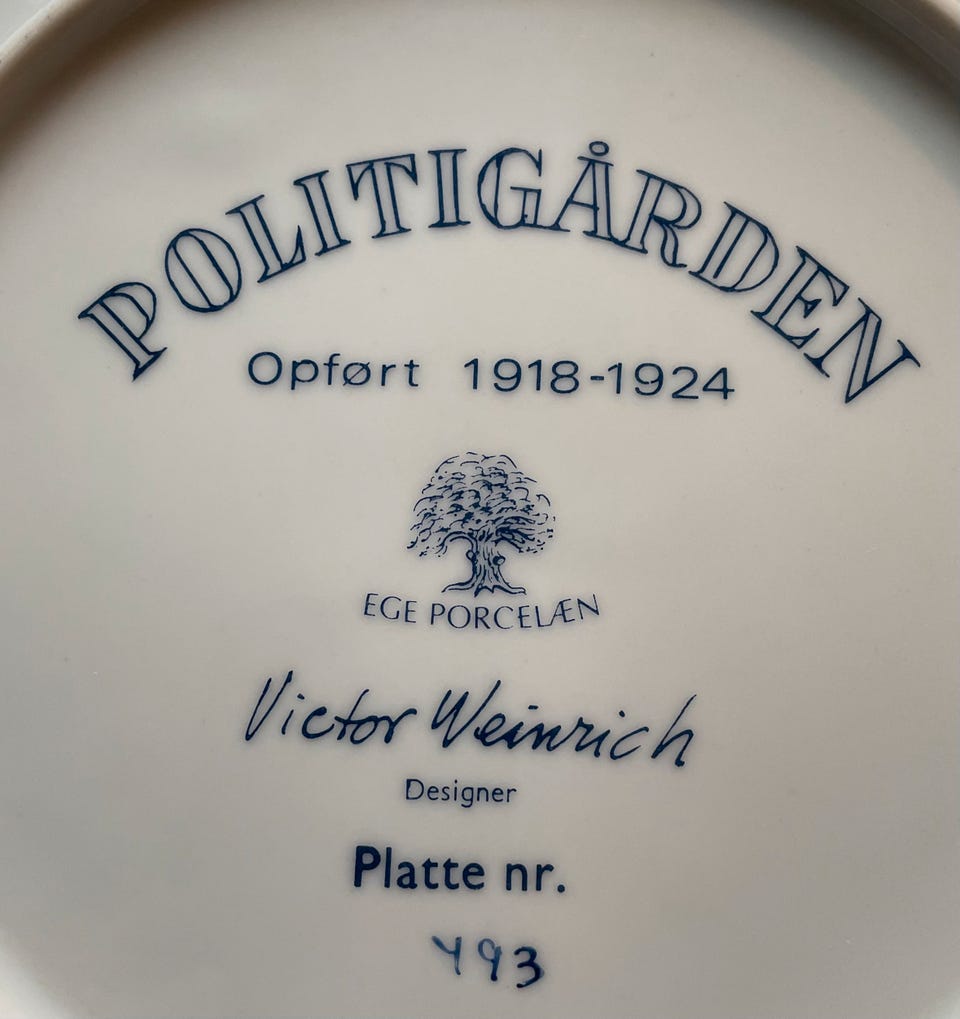 POLITIGÅRDEN
Opført 1918-1924
EGE PORCELÆN
Victor Weinrich
Designer
Platte nr.
493